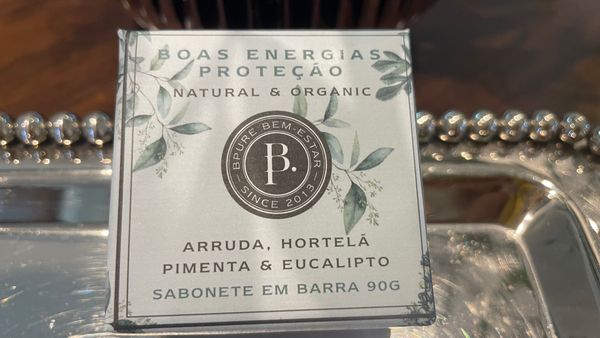 BOAS ENERGIAS
PROTEÇÃO
NATURAL & ORGANIC
BPURE BEM-ESTAR
B.
SINCE 2013
ARRUDA, HORTELÃ
PIMENTA & EUCALIPTO
SABONETE EM BARRA 90G